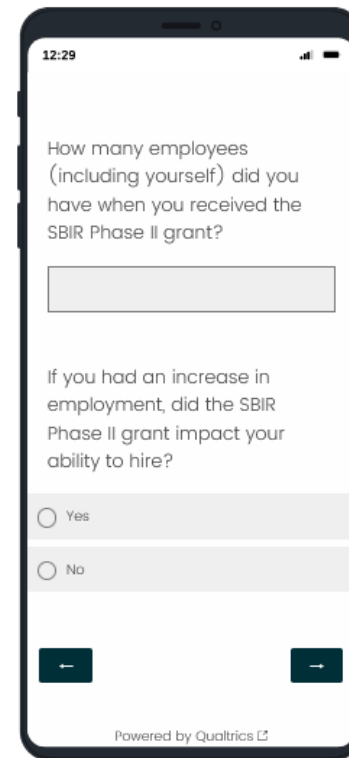 12:29
How many employees
(including yourself) did you
have when you received the
SBIR Phase II grant?
If you had an increase in
employment, did the SBIR
Phase II grant impact your
ability to hire?
Yes
No
← →
Powered by Qualtrics